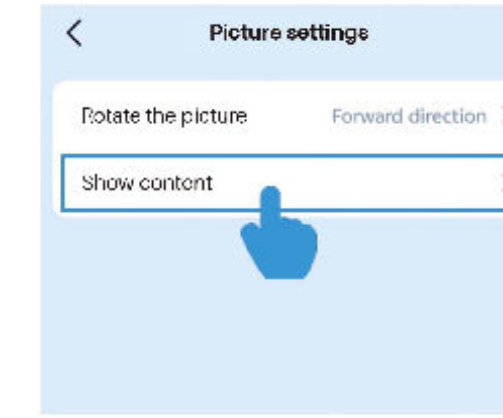 Picture settings
Rotate the picture Forward direction
Show content